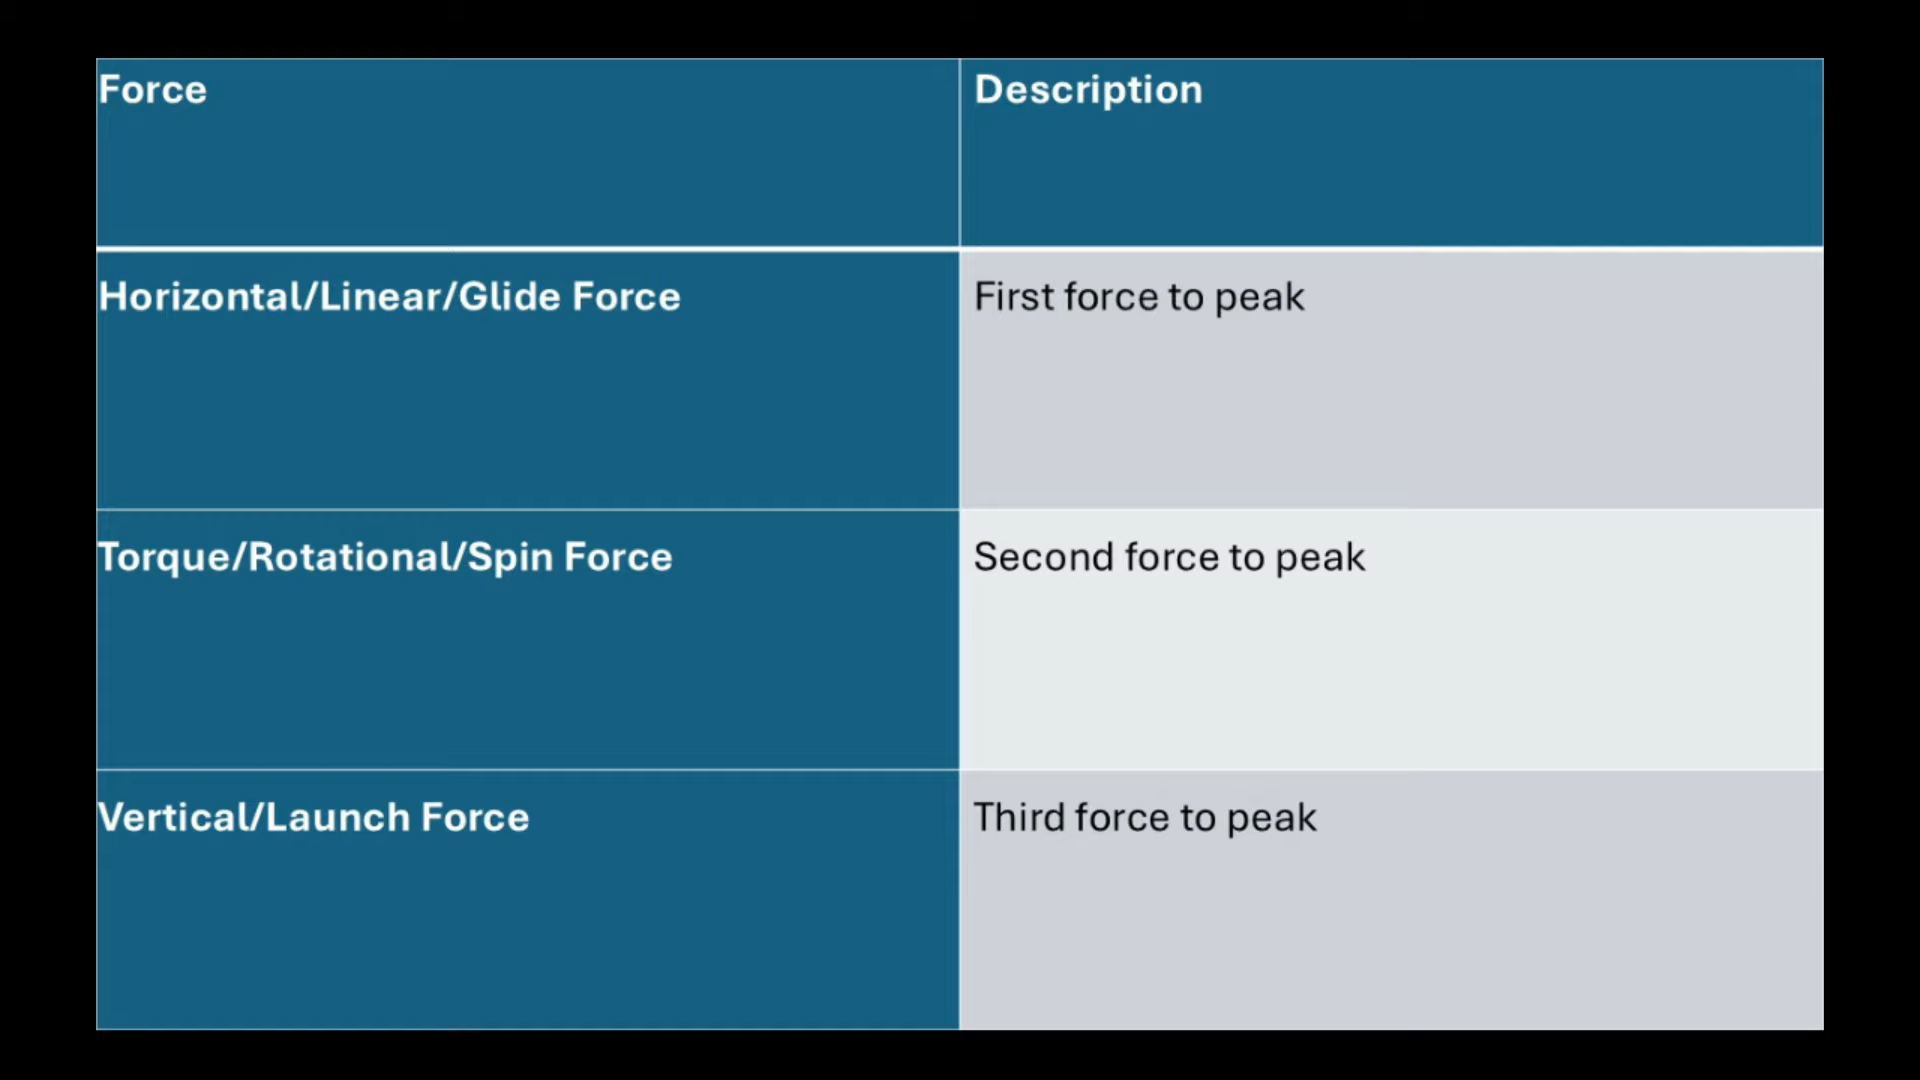 Force
Description
Horizontal/Linear/Glide Force
First force to peak
Torque/Rotational/Spin Force
Second force to peak
Vertical/Launch Force
Third force to peak